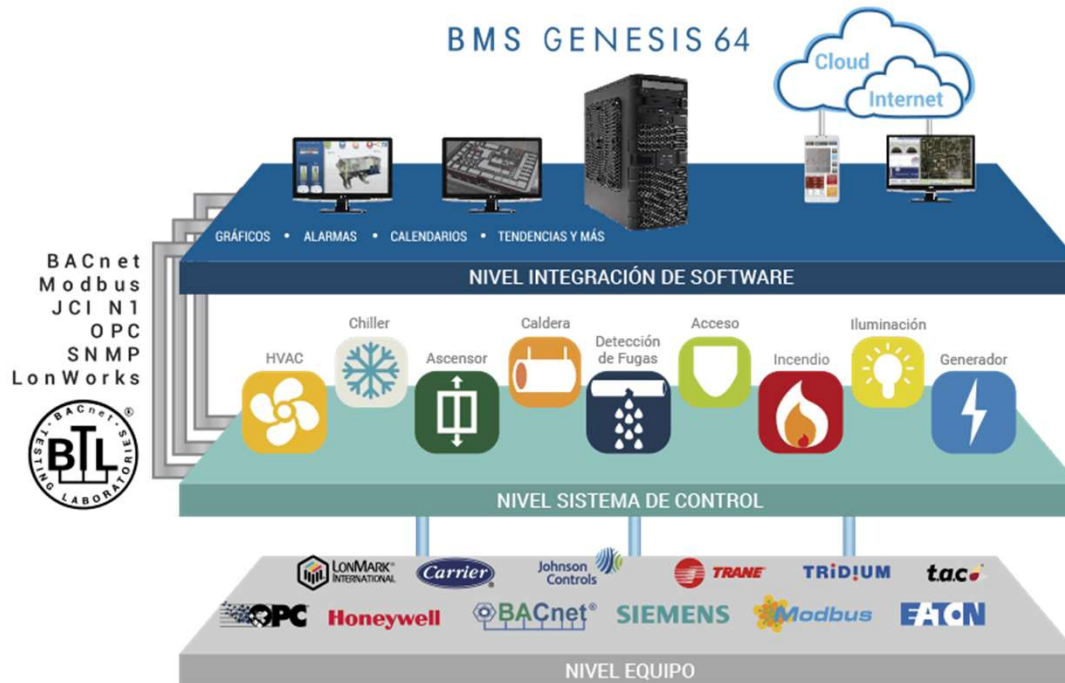 BMS GENESIS 64
Cloud
Internet
GRÁFICOS • ALARMAS • CALENDARIOS • TENDENCIAS Y MÁS
NIVEL INTEGRACIÓN DE SOFTWARE
BACnet
Modbus
JCI N1
OPC
SNMP
LonWorks
BACnet
BTL
TESTING LABORATORIES
®
HVAC
Chiller
Ascensor
Caldera
Detección
de Fugas
Acceso
Incendio
Iluminación
Generador
NIVEL SISTEMA DE CONTROL
LONMARK®
INTERNATIONAL
Carrier
Johnson
Controls
TRANE
TRIDIUM
t.a.c
OPC
Honeywell
BACnet®
SIEMENS
Modbus
EATON
NIVEL EQUIPO